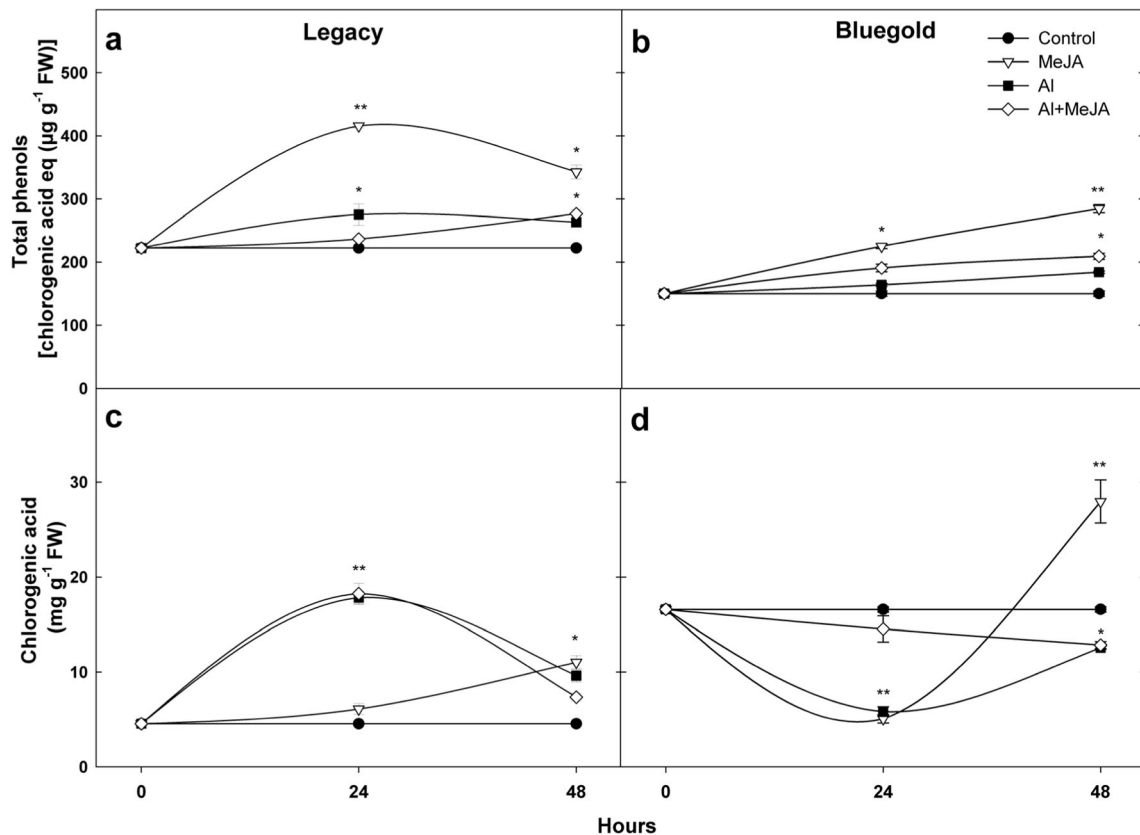 a
Legacy
b
Bluegold
Control
MeJA
Al
Al+MeJA
Total phenols
[chlorogenic acid eq (µg g-1 FW)]
500
400
300
200
100
0
**
*
*
*
*
**
*
c
d
Chlorogenic acid
(mg g-1 FW)
30
20
10
0
**
*
**
**
*
0
24
48
0
24
48
Hours